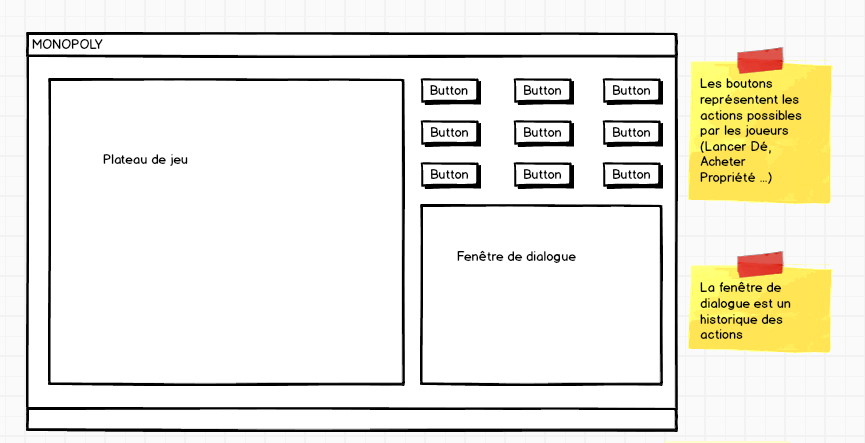 MONOPOLY
Plateau de jeu
Button Button Button
Button Button Button
Button Button Button
Fenêtre de dialogue
Les boutons
représentent les
actions possibles
par les joueurs
(Lancer Dé,
Acheter
Propriété ...)
La fenêtre de
dialogue est un
historique des
actions